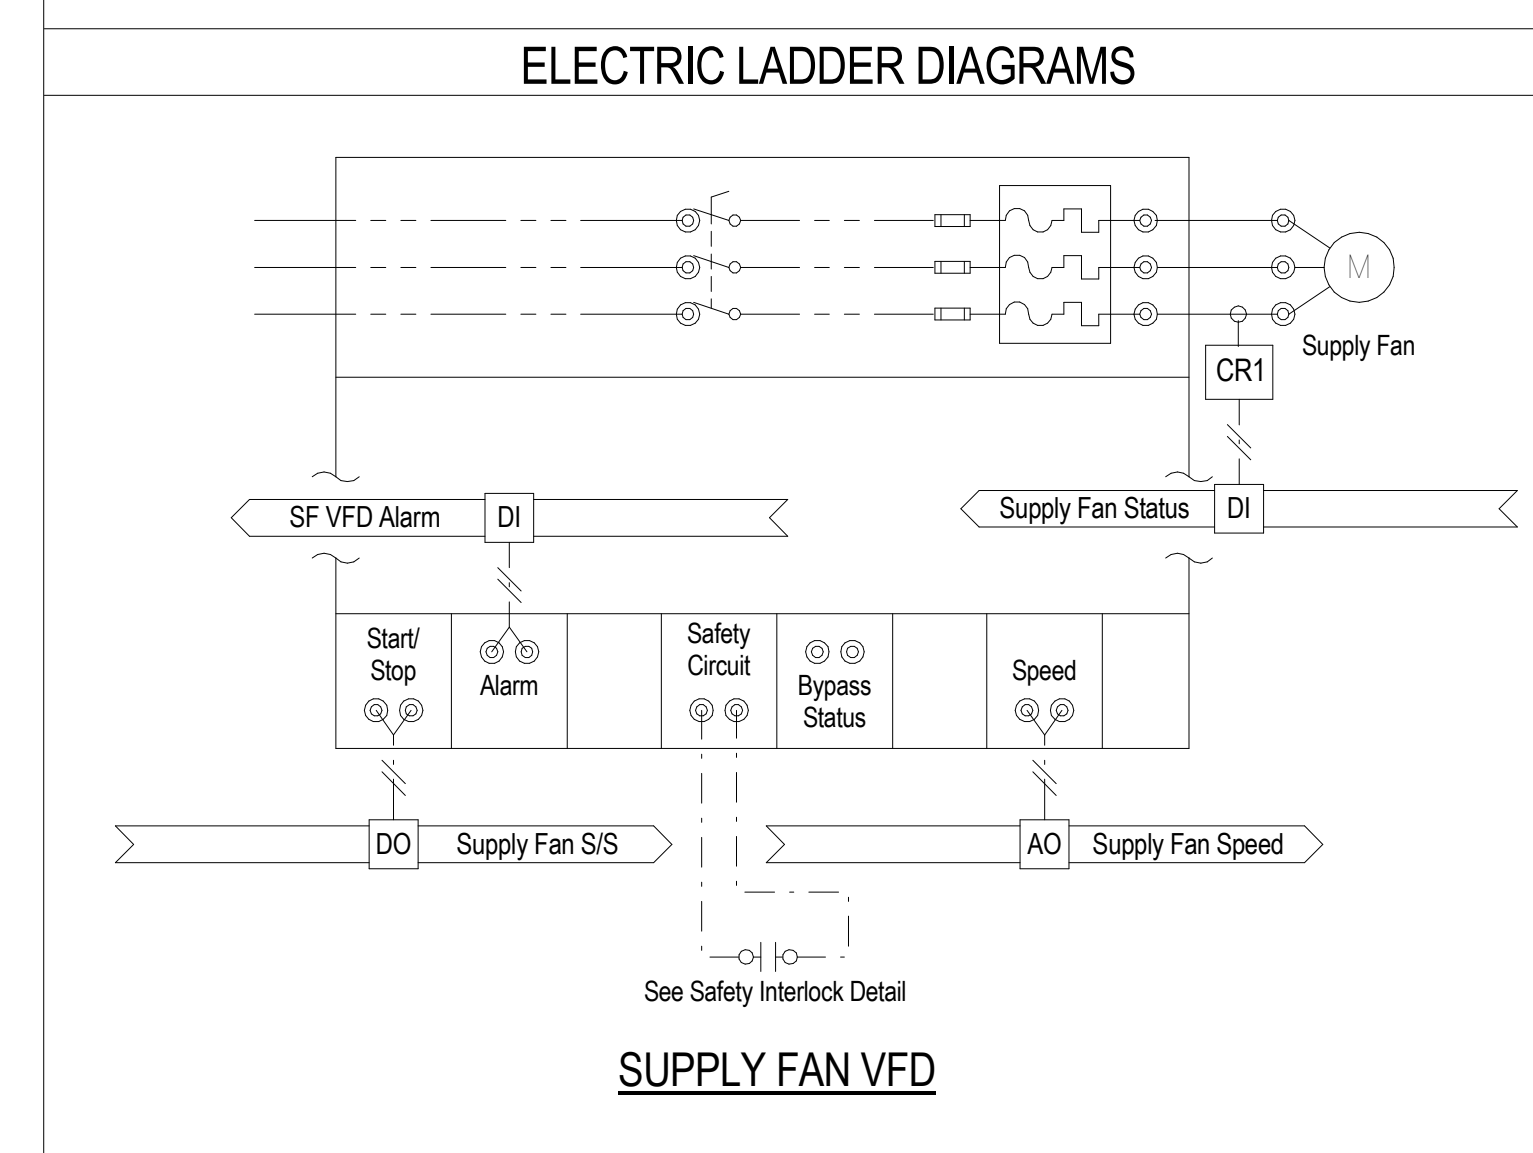 ELECTRIC LADDER DIAGRAMS
M
Supply Fan
CR1
SF VFD Alarm DI
Supply Fan Status DI
Start/
Stop
Alarm
Safety
Circuit
Bypass
Status
Speed
DO Supply Fan S/S
AO Supply Fan Speed
See Safety Interlock Detail
SUPPLY FAN VFD